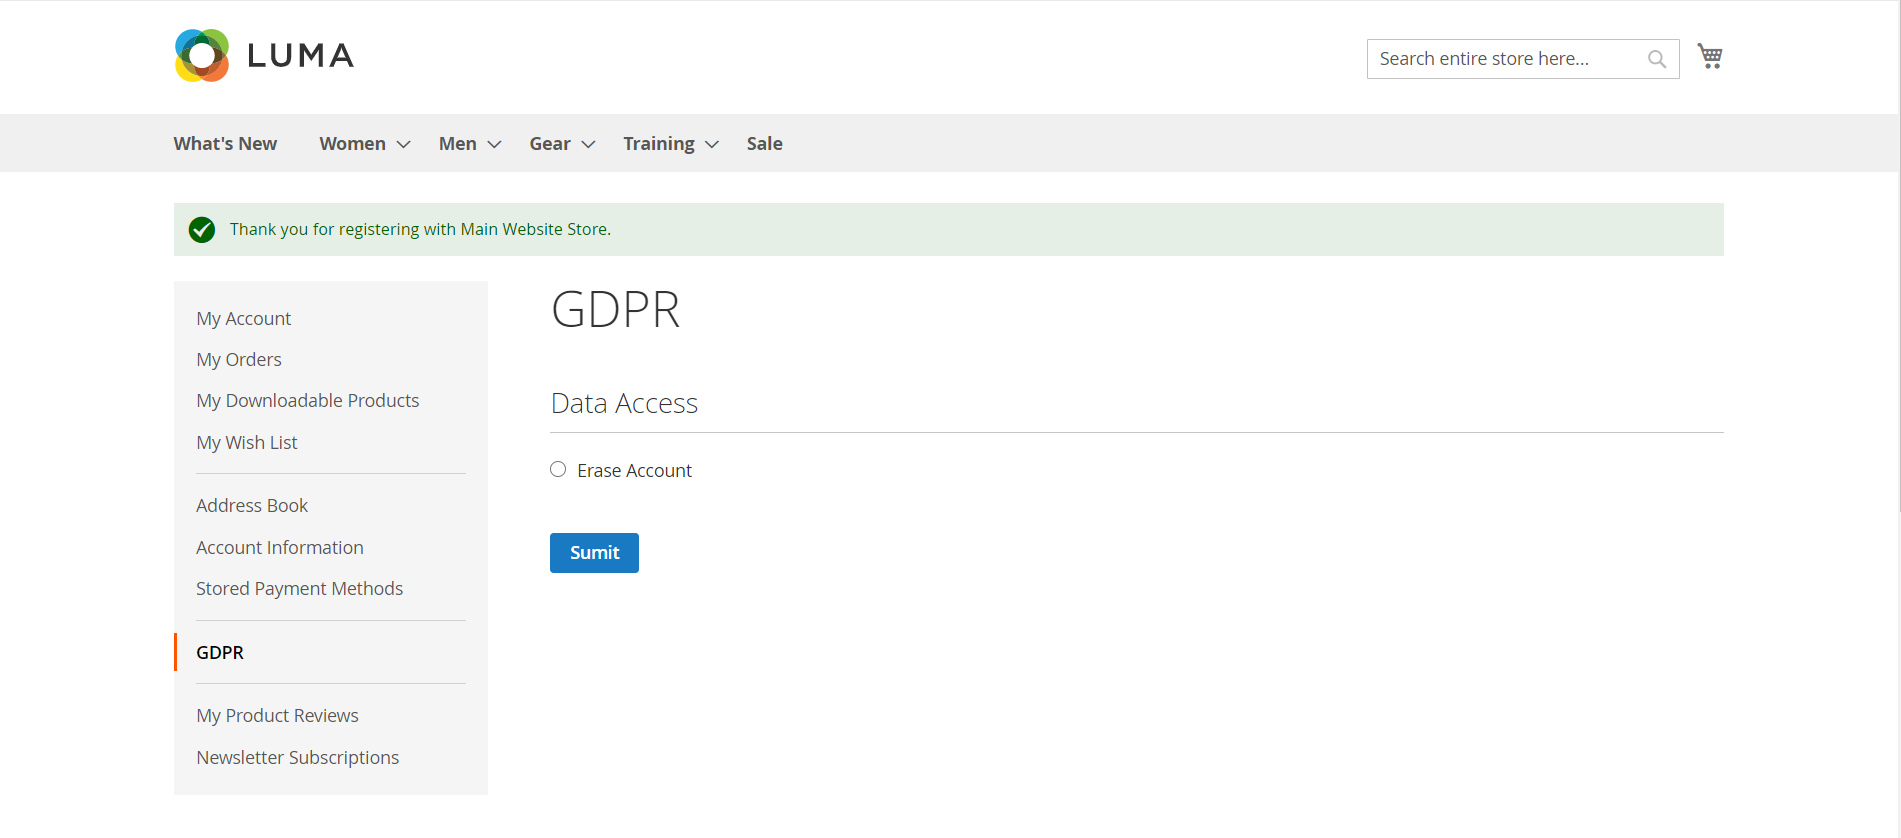 LUMA
Search entire store here...
What's New Women Men Gear Training Sale
Thank you for registering with Main Website Store.
My Account
My Orders
My Downloadable Products
My Wish List
Address Book
Account Information
Stored Payment Methods
GDPR
My Product Reviews
Newsletter Subscriptions
GDPR
Data Access
Erase Account
Sumit